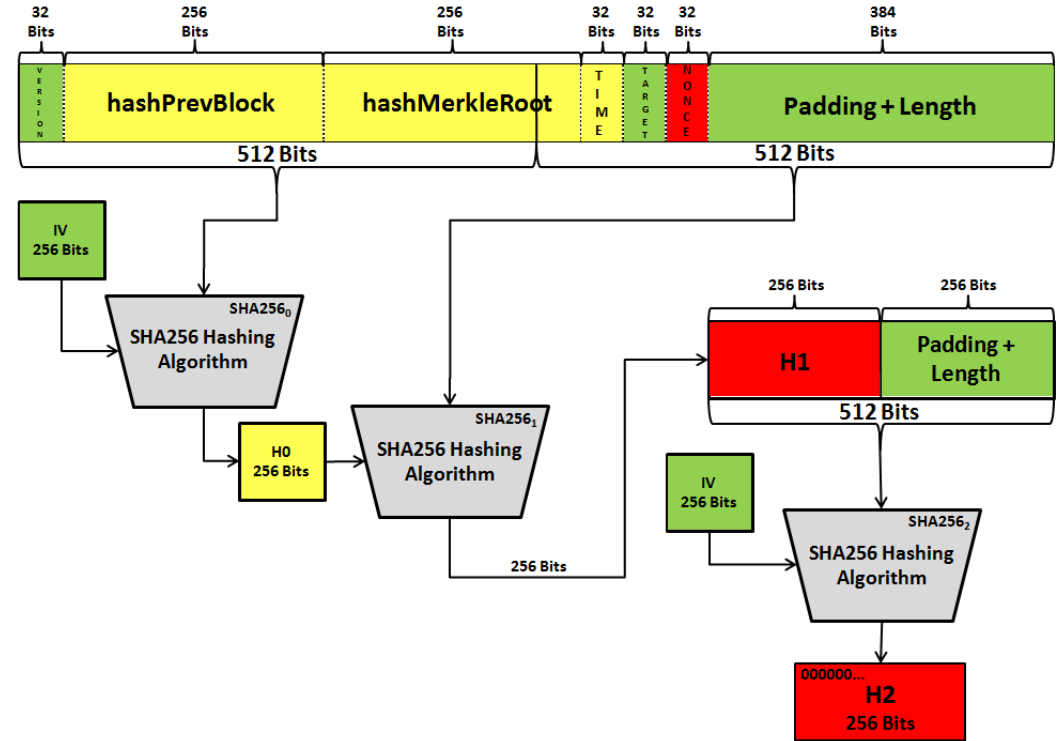 32
Bits
256
Bits
256
Bits
32
Bits
32
Bits
32
Bits
384
Bits
VERSION
hashPrevBlock
hashMerkleRoot
TIME
TARGET
NONCE
Padding + Length
512 Bits
512 Bits
IV
256 Bits
SHA256₀
SHA256 Hashing
Algorithm
256 Bits
256 Bits
H1
Padding +
Length
512 Bits
SHA256₁
SHA256 Hashing
Algorithm
H0
256 Bits
IV
256 Bits
SHA256₂
SHA256 Hashing
Algorithm
256 Bits
000000...
H2
256 Bits